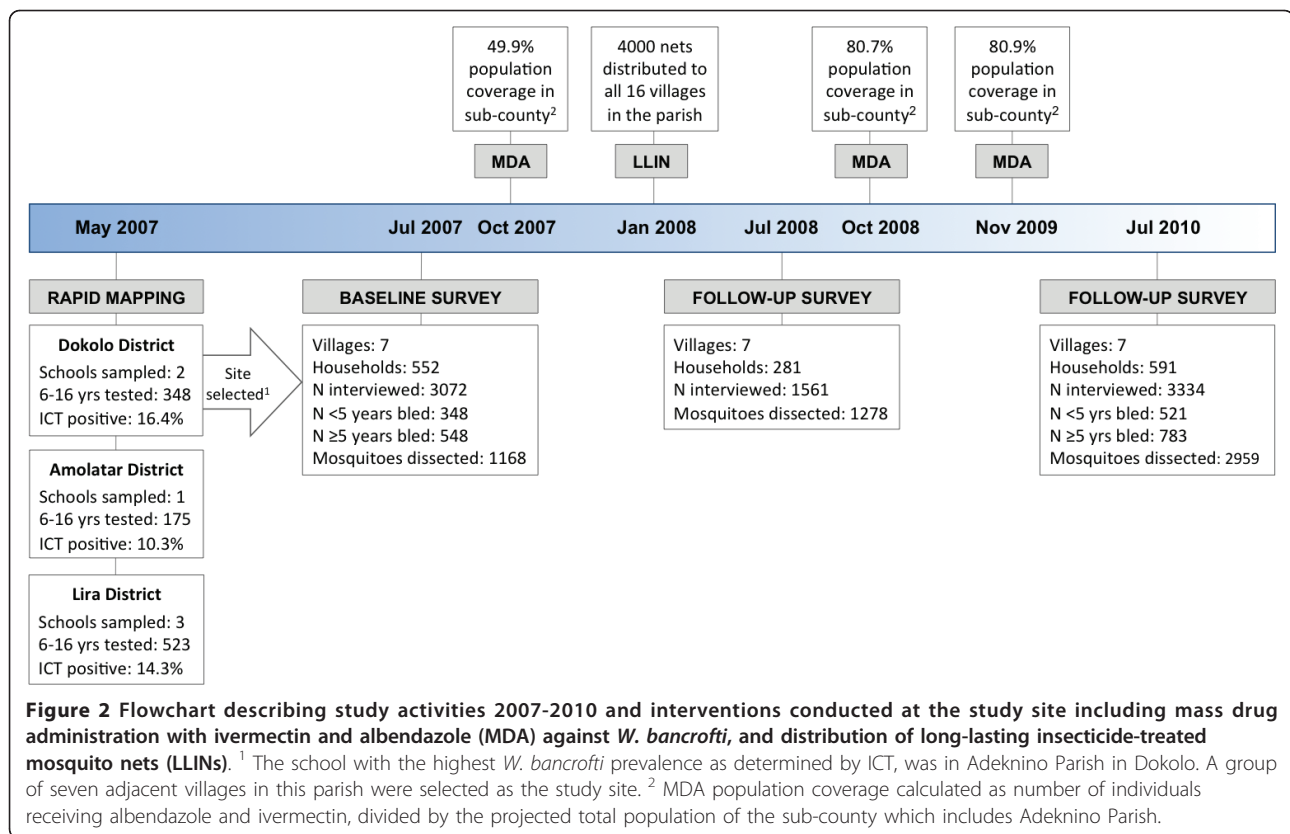 49.9%
population
coverage in
sub-county²
4000 nets
distributed to
all 16 villages
in the parish
80.7%
population
coverage in
sub-county²
80.9%
population
coverage in
sub-county²
MDA
LLIN
MDA
MDA
May 2007
Jul 2007
Oct 2007
Jan 2008
Jul 2008
Oct 2008
Nov 2009
Jul 2010
RAPID MAPPING
Dokolo District
Schools sampled: 2
6-16 yrs tested: 348
ICT positive: 16.4%
Amolatar District
Schools sampled: 1
6-16 yrs tested: 175
ICT positive: 10.3%
Lira District
Schools sampled: 3
6-16 yrs tested: 523
ICT positive: 14.3%
Site
selected¹
BASELINE SURVEY
Villages: 7
Households: 552
N interviewed: 3072
N <5 years bled: 348
N ≥5 years bled: 548
Mosquitoes dissected: 1168
FOLLOW-UP SURVEY
Villages: 7
Households: 281
N interviewed: 1561
Mosquitoes dissected: 1278
FOLLOW-UP SURVEY
Villages: 7
Households: 591
N interviewed: 3334
N <5 yrs bled: 521
N ≥5 yrs bled: 783
Mosquitoes dissected: 2959
Figure 2 Flowchart describing study activities 2007-2010 and interventions conducted at the study site including mass drug
administration with ivermectin and albendazole (MDA) against W. bancrofti, and distribution of long-lasting insecticide-treated
mosquito nets (LLINs). ¹ The school with the highest W. bancrofti prevalence as determined by ICT, was in Adeknino Parish in Dokolo. A group
of seven adjacent villages in this parish were selected as the study site. ² MDA population coverage calculated as number of individuals
receiving albendazole and ivermectin, divided by the projected total population of the sub-county which includes Adeknino Parish.